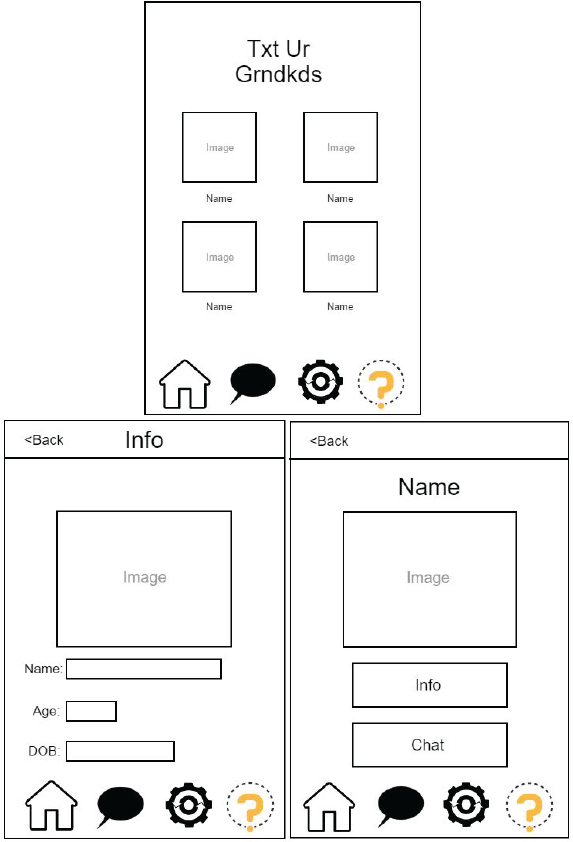 Txt Ur
Grndkds
Image Image
Name Name
Image Image
Name Name
<Back Info
Image
Name:
Age:
DOB:
<Back
Name
Image
Info
Chat